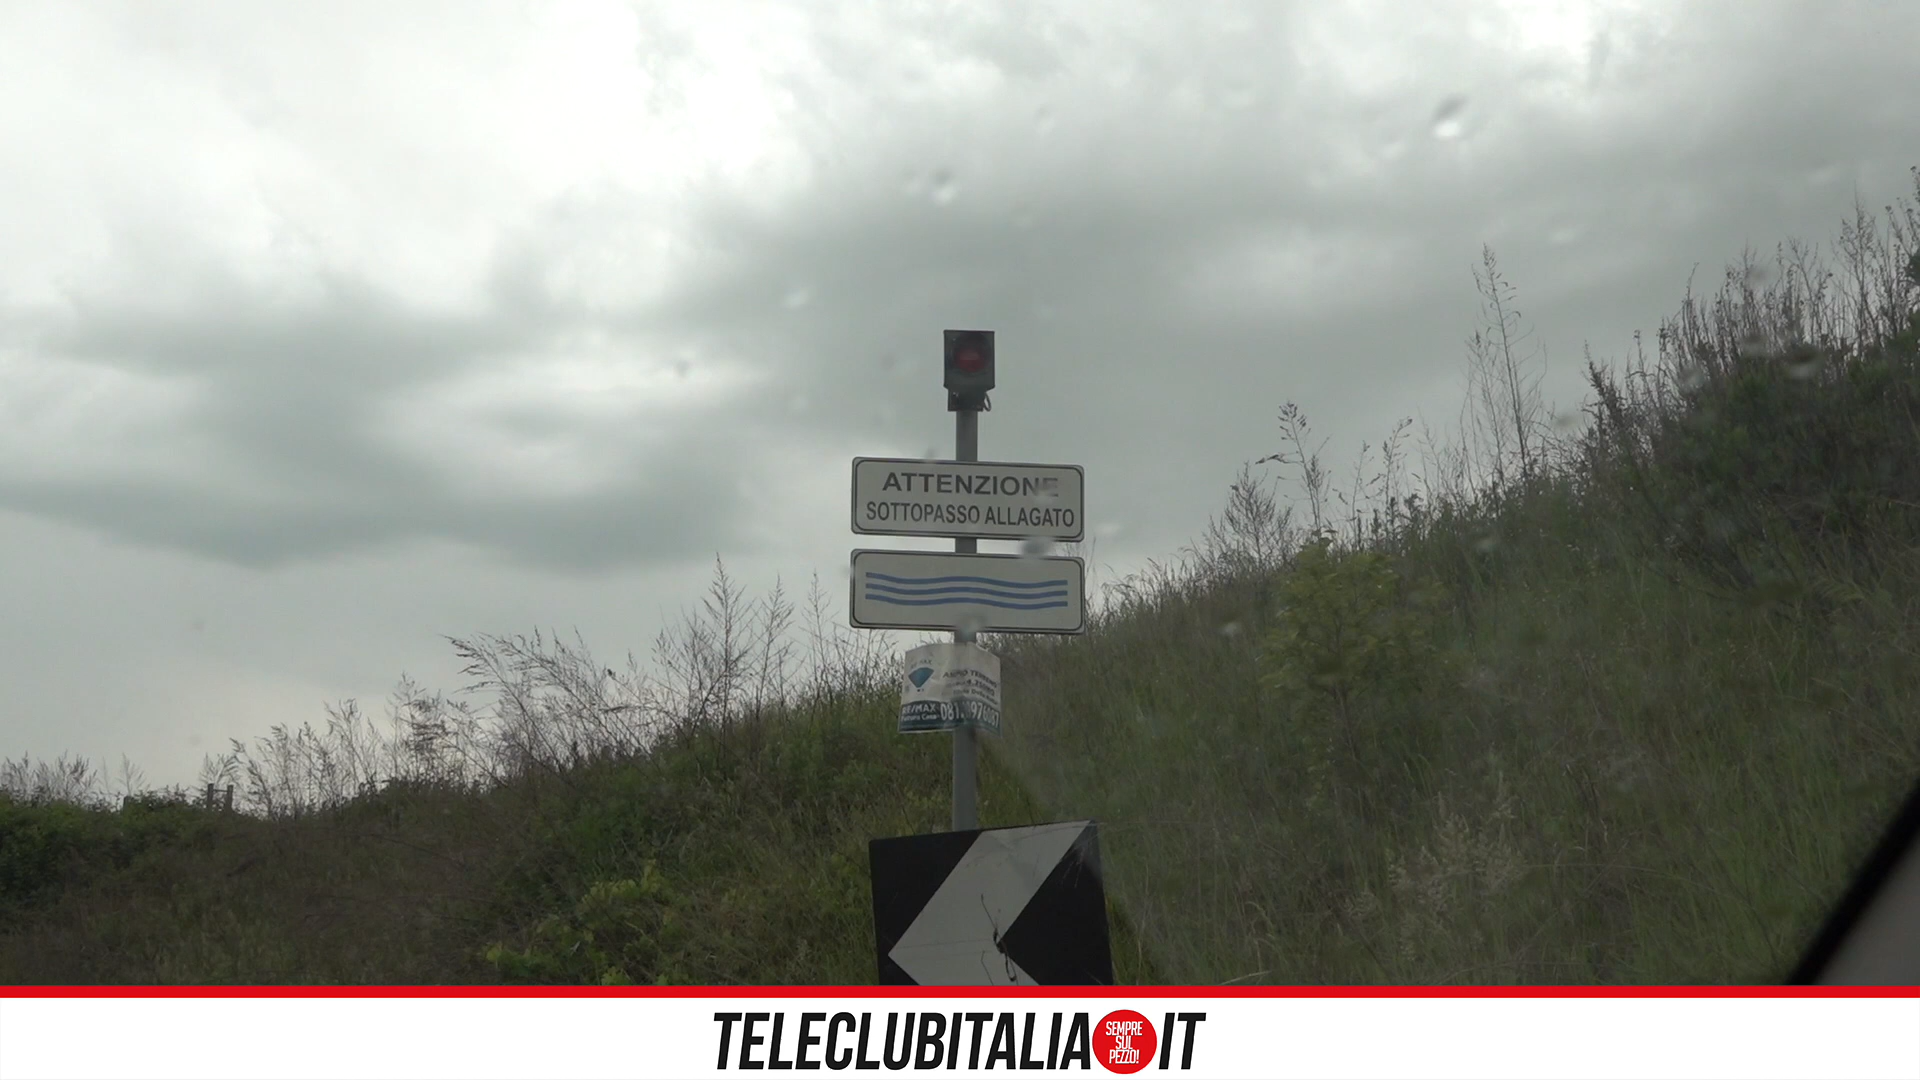 ATTENZIONE
SOTTOPASSO ALLAGATO
RE/MAX
TELECLUBITALIA IT
SEMPRE
SUL
PEZZO!